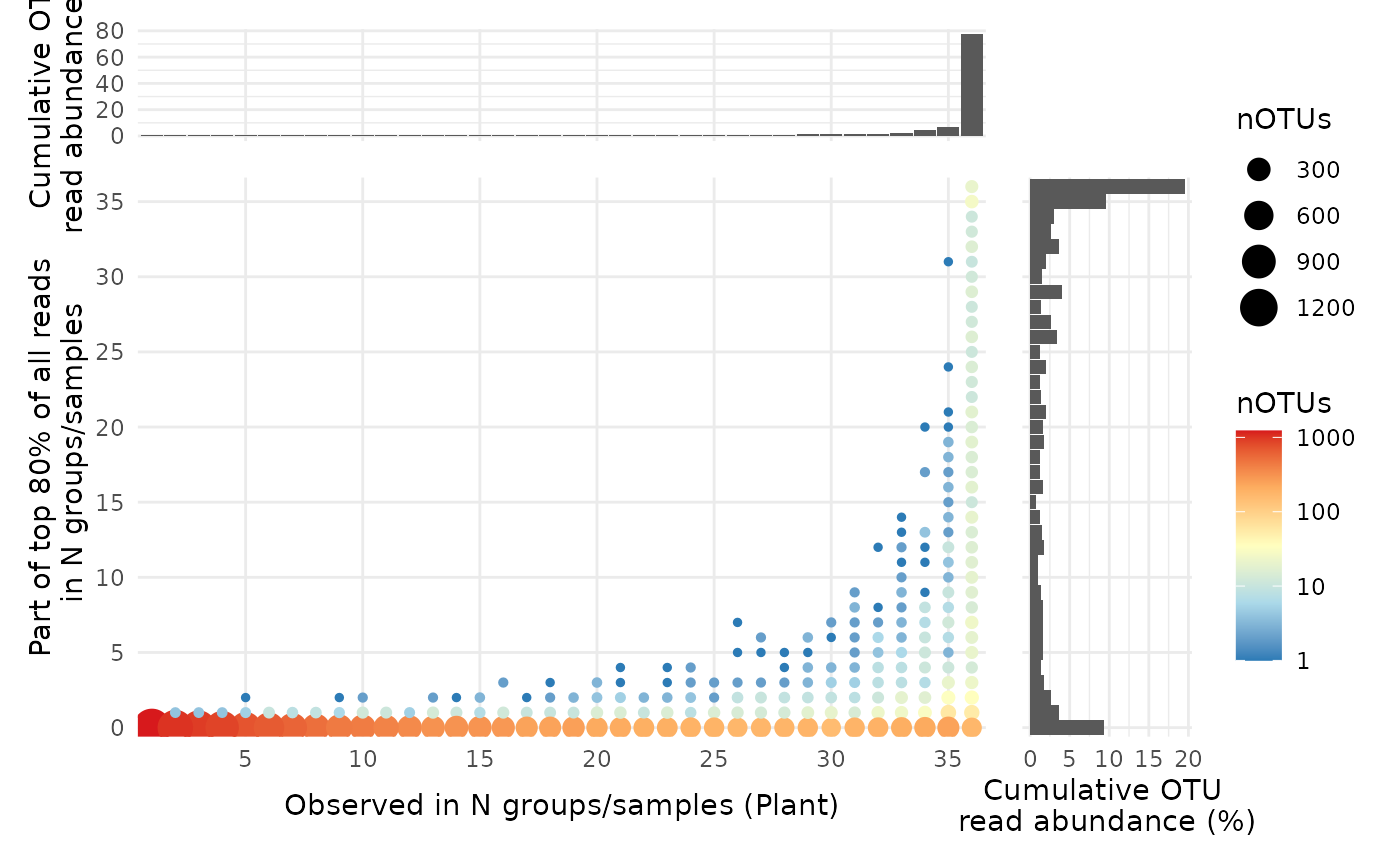 Cumulative OT
read abundance
80
60
40
20
0
Part of top 80% of all reads
in N groups/samples
35
30
25
20
15
10
5
0
5 10 15 20 25 30 35
Observed in N groups/samples (Plant)
0 5 10 15 20
Cumulative OTU
read abundance (%)
nOTUs
300
600
900
1200
nOTUs
1000
100
10
1